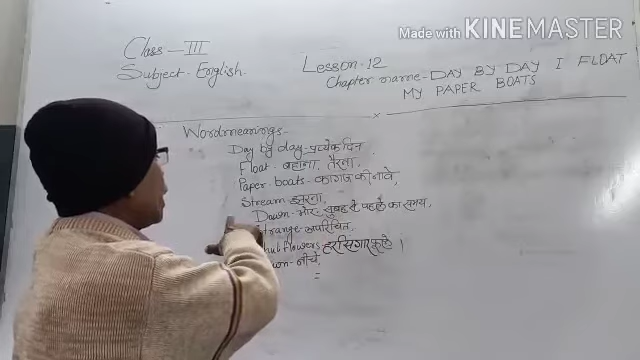 Made with KINEMASTER
Class - III
Subject - English.
Lesson - 12
Chapter name - DAY BY DAY I FLOAT
MY PAPER BOATS
Wordmeanings -
Day by day - प्रत्येक दिन
Float - बहाना, तैरना
Paper - boats - कागज की नावे,
Stream - झरना,
Dawn - भोर, सुबह से पहले का समय,
Strange - अपरिचित,
flowers - हरसिंगार फूल ।
नीचे,